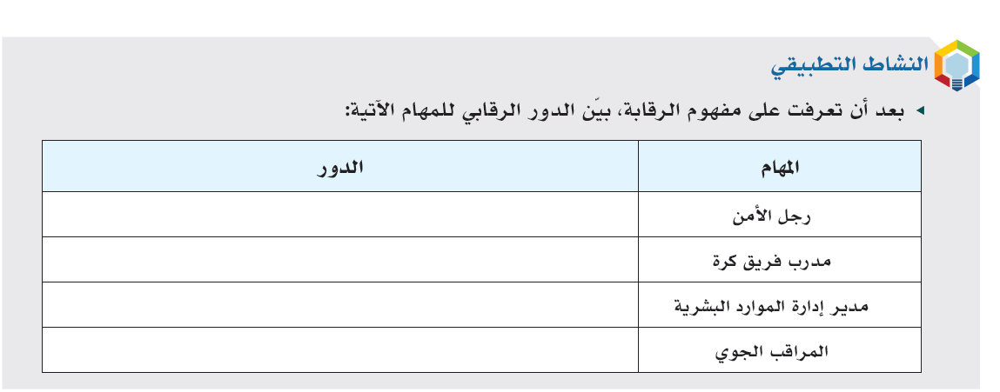 النشاط التطبيقي
بعد أن تعرفت على مفهوم الرقابة، بيّن الدور الرقابي للمهام الآتية:
المهام الدور
رجل الأمن
مدرب فريق كرة
مدير إدارة الموارد البشرية
المراقب الجوي